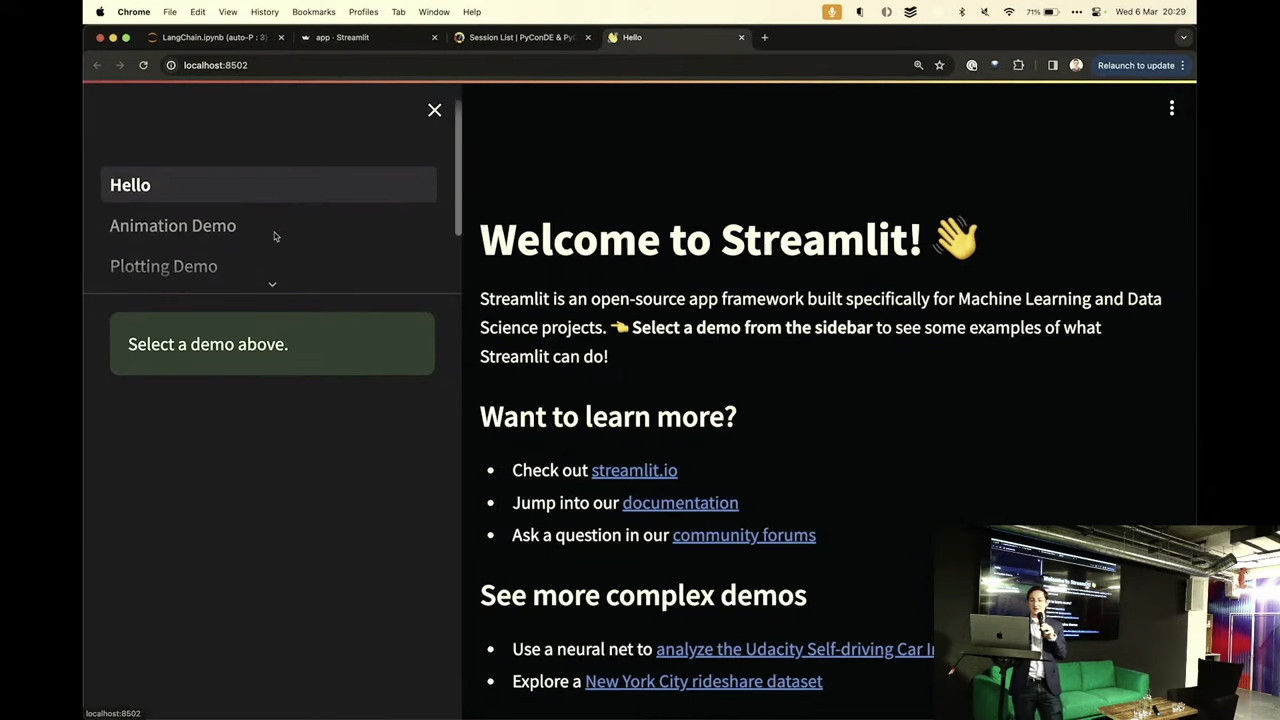 Chrome File Edit View History Bookmarks Profiles Tab Window Help 71% Wed 6 Mar 20:29
LangChain.ipynb (auto-P : 3) app · Streamlit Session List | PyConDE & PyD Hello
localhost:8502 Relaunch to update
Hello
Animation Demo
Plotting Demo
Select a demo above.
Welcome to Streamlit! 👋
Streamlit is an open-source app framework built specifically for Machine Learning and Data
Science projects. 👈 Select a demo from the sidebar to see some examples of what
Streamlit can do!
Want to learn more?
• Check out streamlit.io
• Jump into our documentation
• Ask a question in our community forums
See more complex demos
• Use a neural net to analyze the Udacity Self-driving Car
• Explore a New York City rideshare dataset
localhost:8502